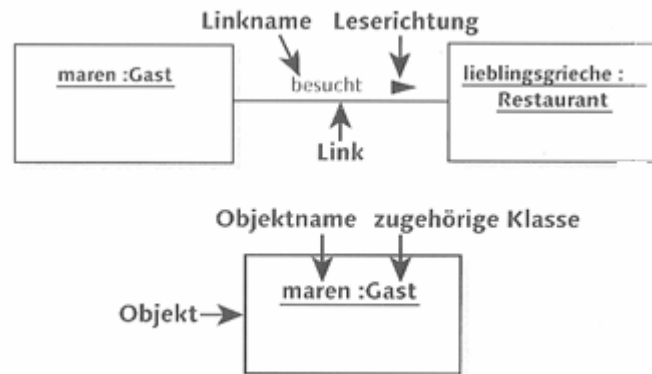 Linkname Leserichtung
maren :Gast
besucht
lieblingsgrieche :
Restaurant
Link
Objektname zugehörige Klasse
maren :Gast
Objekt